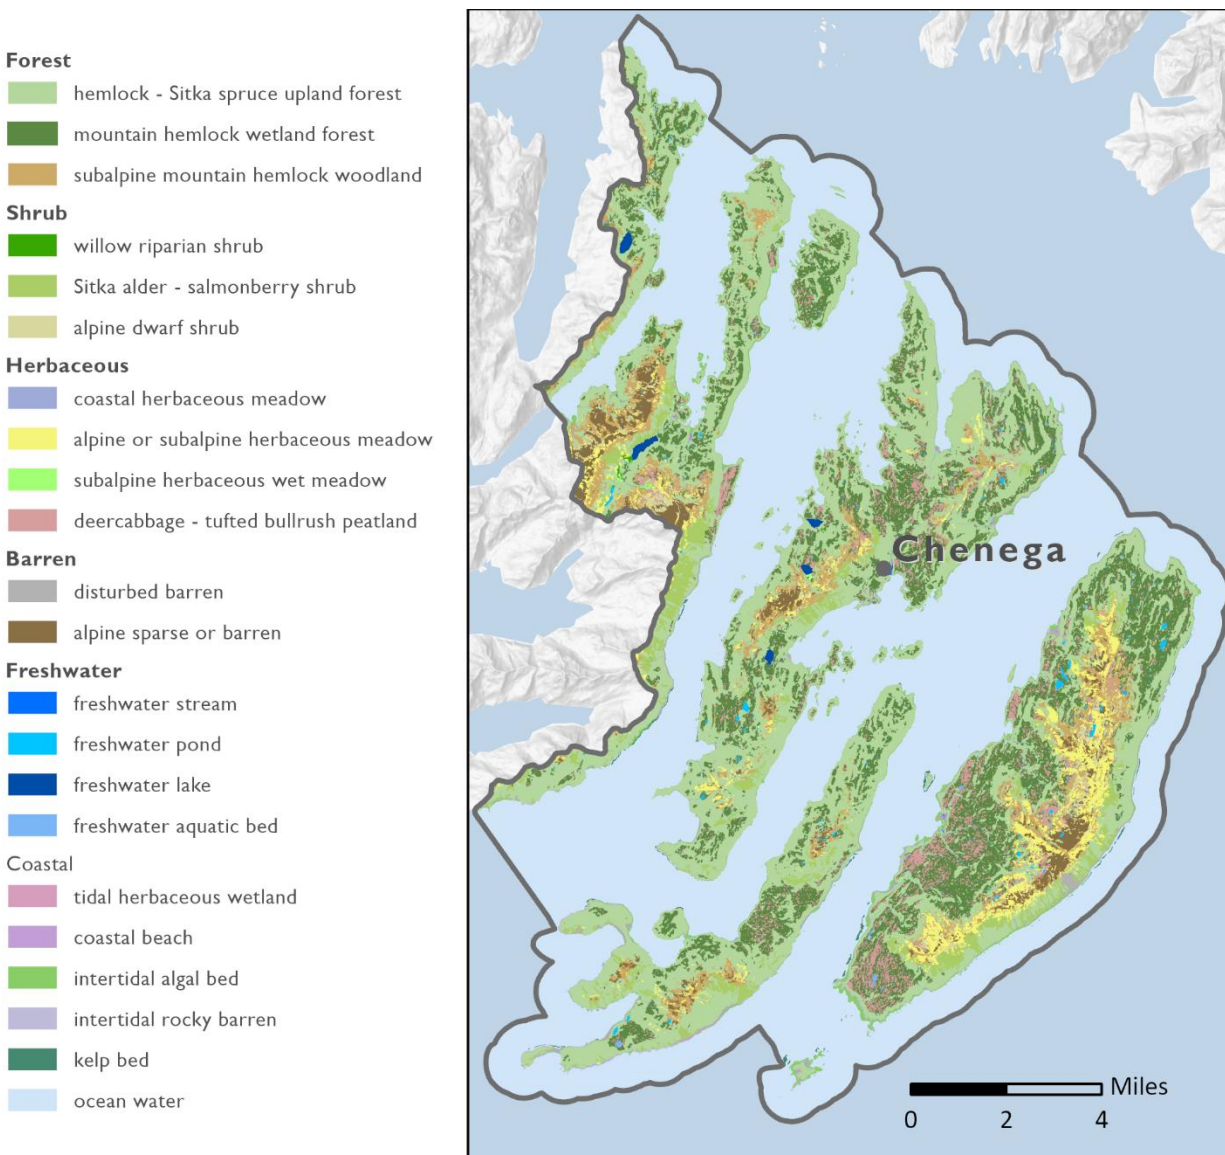 Forest
hemlock - Sitka spruce upland forest
mountain hemlock wetland forest
subalpine mountain hemlock woodland
Shrub
willow riparian shrub
Sitka alder - salmonberry shrub
alpine dwarf shrub
Herbaceous
coastal herbaceous meadow
alpine or subalpine herbaceous meadow
subalpine herbaceous wet meadow
deercabbage - tufted bullrush peatland
Barren
disturbed barren
alpine sparse or barren
Freshwater
freshwater stream
freshwater pond
freshwater lake
freshwater aquatic bed
Coastal
tidal herbaceous wetland
coastal beach
intertidal algal bed
intertidal rocky barren
kelp bed
ocean water
Chenega
Miles
0 2 4